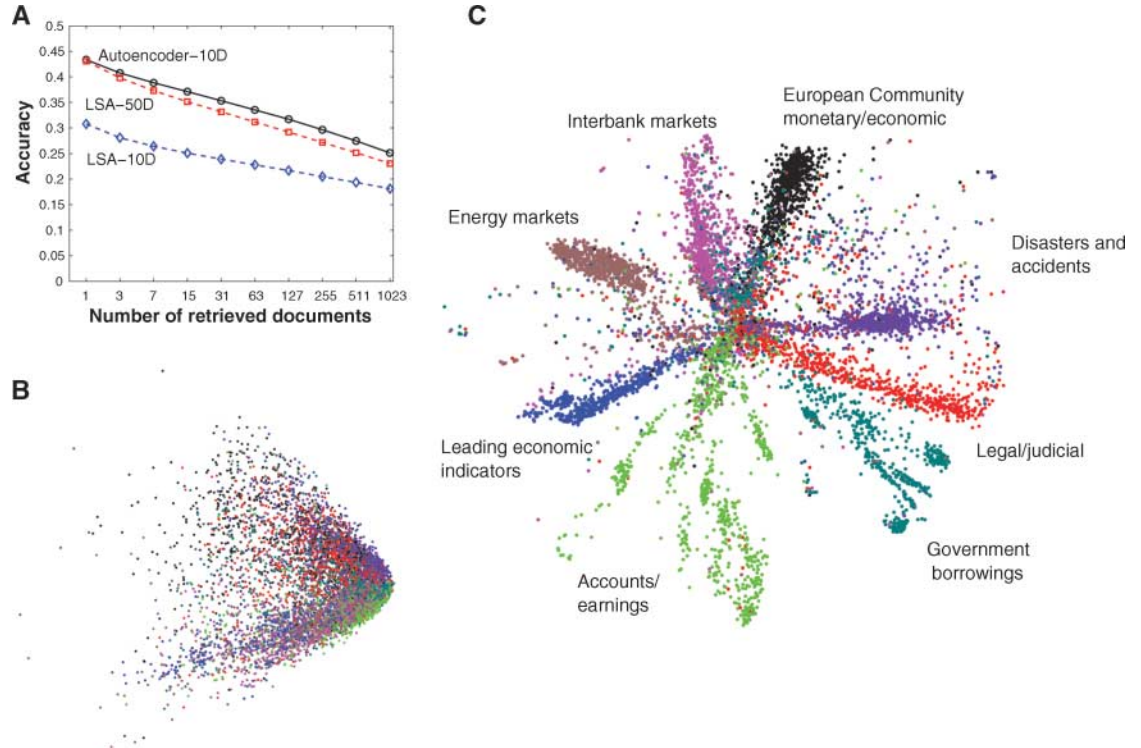 A
0.5
0.45
0.4
0.35
0.3
0.25
0.2
0.15
0.1
0.05
0
Accuracy
Autoencoder-10D
LSA-50D
LSA-10D
1 3 7 15 31 63 127 255 511 1023
Number of retrieved documents
B
C
European Community
monetary/economic
Interbank markets
Energy markets
Disasters and
accidents
Leading economic
indicators
Legal/judicial
Accounts/
earnings
Government
borrowings